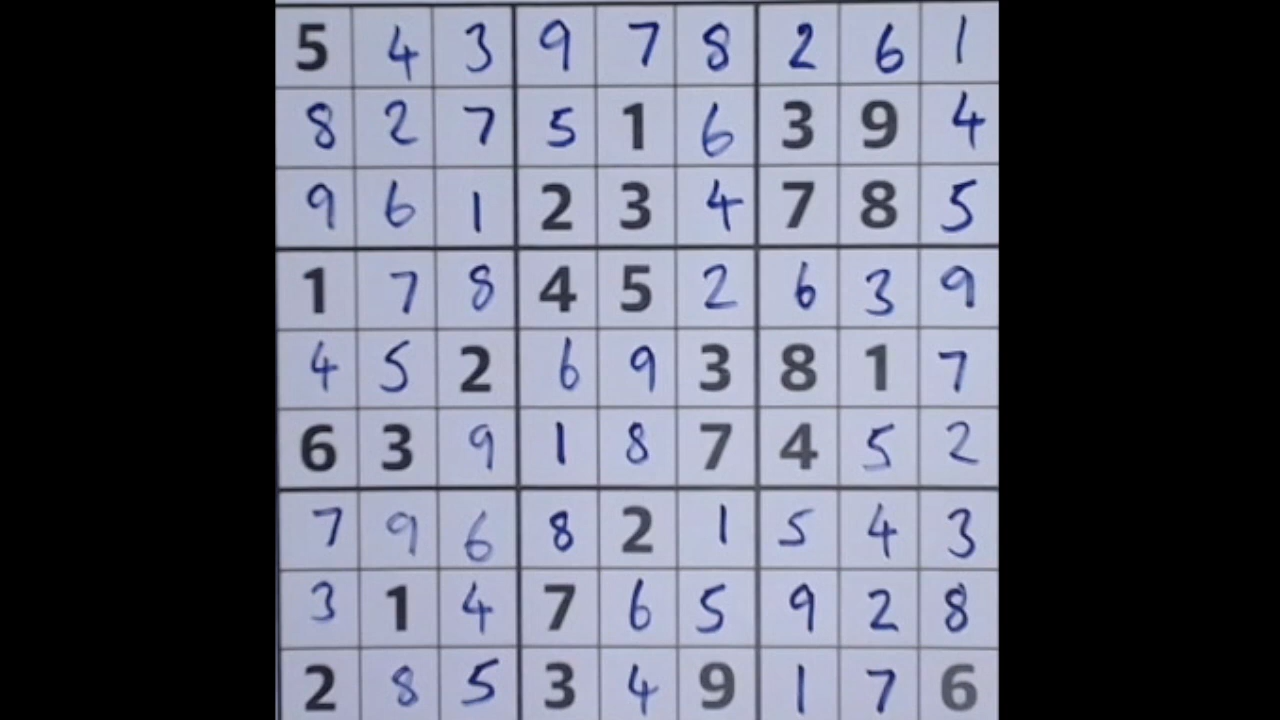 5 4 3 9 7 8 2 6 1
8 2 7 5 1 6 3 9 4
9 6 1 2 3 4 7 8 5
1 7 8 4 5 2 6 3 9
4 5 2 6 9 3 8 1 7
6 3 9 1 8 7 4 5 2
7 9 6 8 2 1 5 4 3
3 1 4 7 6 5 9 2 8
2 8 5 3 4 9 1 7 6